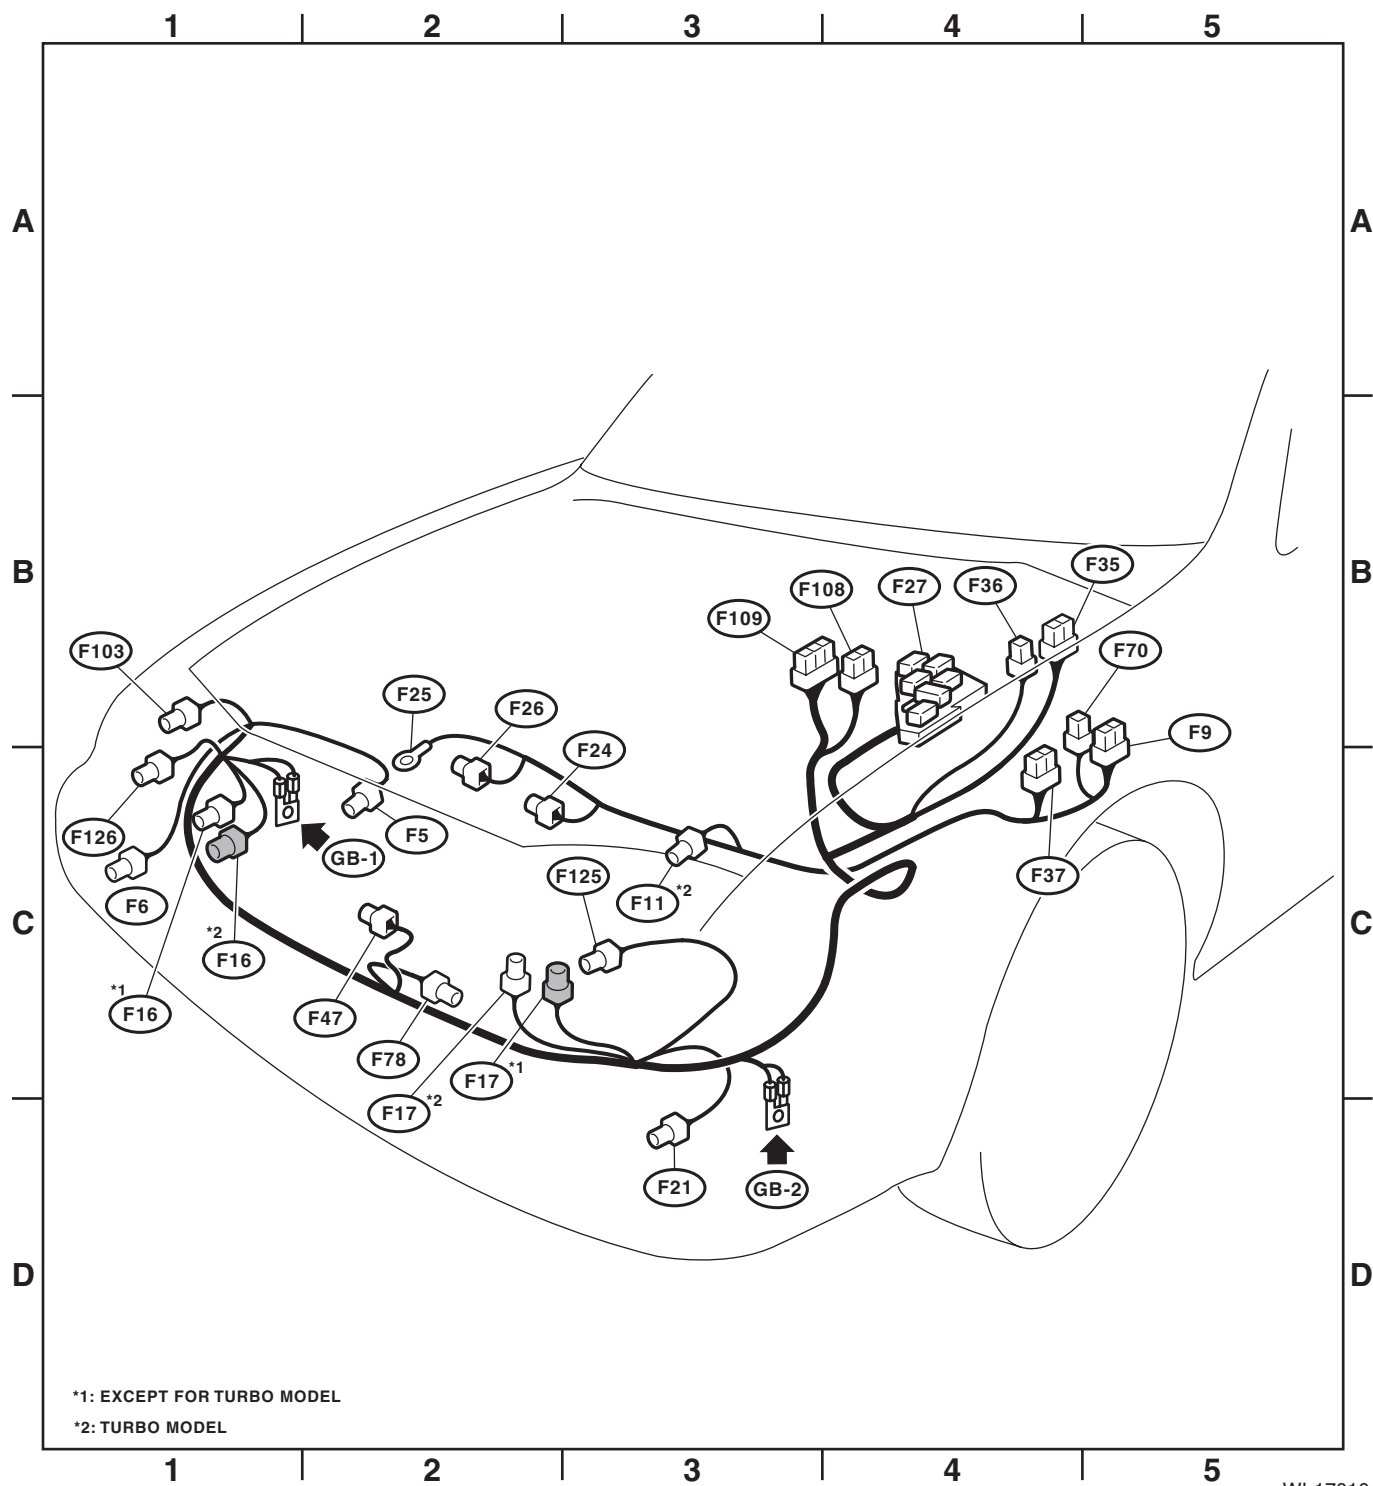 1 2 3 4 5
A A
B B
F35
F108 F27 F36
F109
F103 F70
F25
F26
F9
F24
F126 F5
GB-1
F125 F37
F11 *2
F6
C C
*2
F16
*1
F16 F47
F78
F17 *1
F17 *2
F21 GB-2
D D
*1: EXCEPT FOR TURBO MODEL
*2: TURBO MODEL
1 2 3 4 5